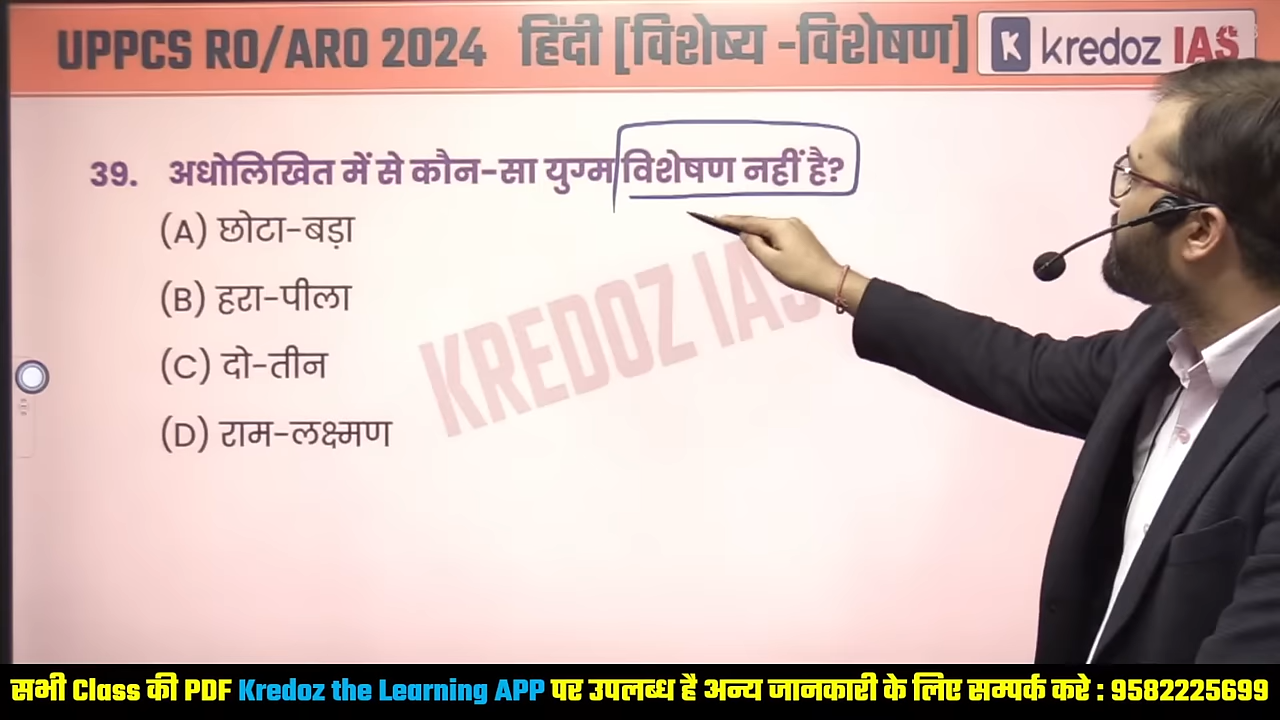 UPPCS RO/ARO 2024 हिंदी [विशेष्य -विशेषण]
K kredoz IAS
39. अधोलिखित में से कौन-सा युग्म विशेषण नहीं है?
(A) छोटा-बड़ा
(B) हरा-पीला
(C) दो-तीन
(D) राम-लक्ष्मण
KREDOZ IAS
सभी Class की PDF Kredoz the Learning APP पर उपलब्ध है अन्य जानकारी के लिए सम्पर्क करे : 9582225699